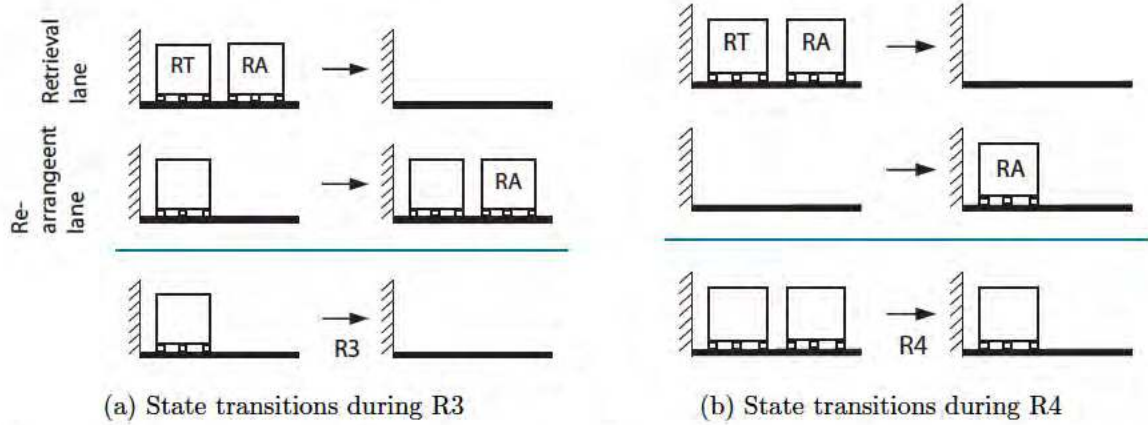 Retrieval
lane
RT RA
RA
Re-
arrangeent
lane
R3
(a) State transitions during R3
RT RA
RA
R4
(b) State transitions during R4